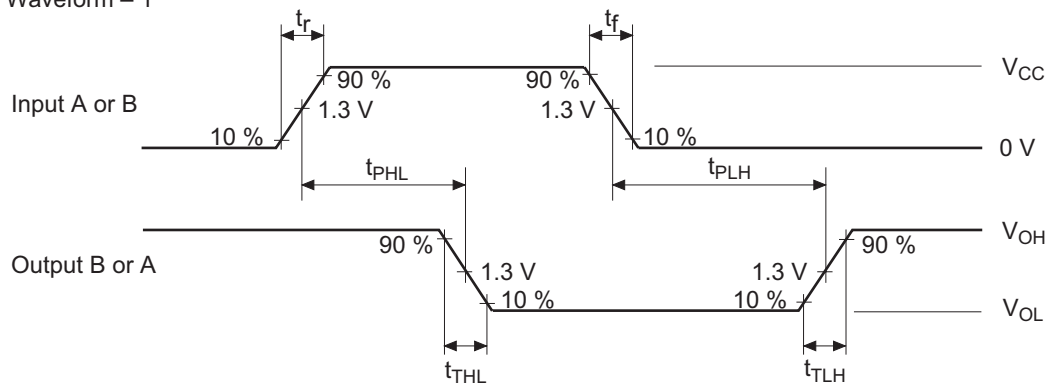 Waveform – 1
tr tf
90 % 90 % VCC
Input A or B 1.3 V 1.3 V
10 % 10 % 0 V
tPHL tPLH
90 % 90 % VOH
Output B or A 1.3 V 1.3 V
10 % 10 % VOL
tTHL tTLH